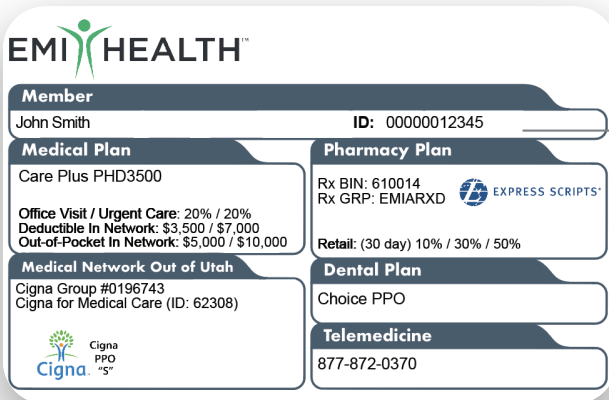 EMI HEALTH™
Member
John Smith ID: 00000012345
Medical Plan
Care Plus PHD3500
Office Visit / Urgent Care: 20% / 20%
Deductible In Network: $3,500 / $7,000
Out-of-Pocket In Network: $5,000 / $10,000
Pharmacy Plan
Rx BIN: 610014
Rx GRP: EMIARXD
EXPRESS SCRIPTS®
Retail: (30 day) 10% / 30% / 50%
Medical Network Out of Utah
Cigna Group #0196743
Cigna for Medical Care (ID: 62308)
Cigna.
Cigna
PPO
“S”
Dental Plan
Choice PPO
Telemedicine
877-872-0370